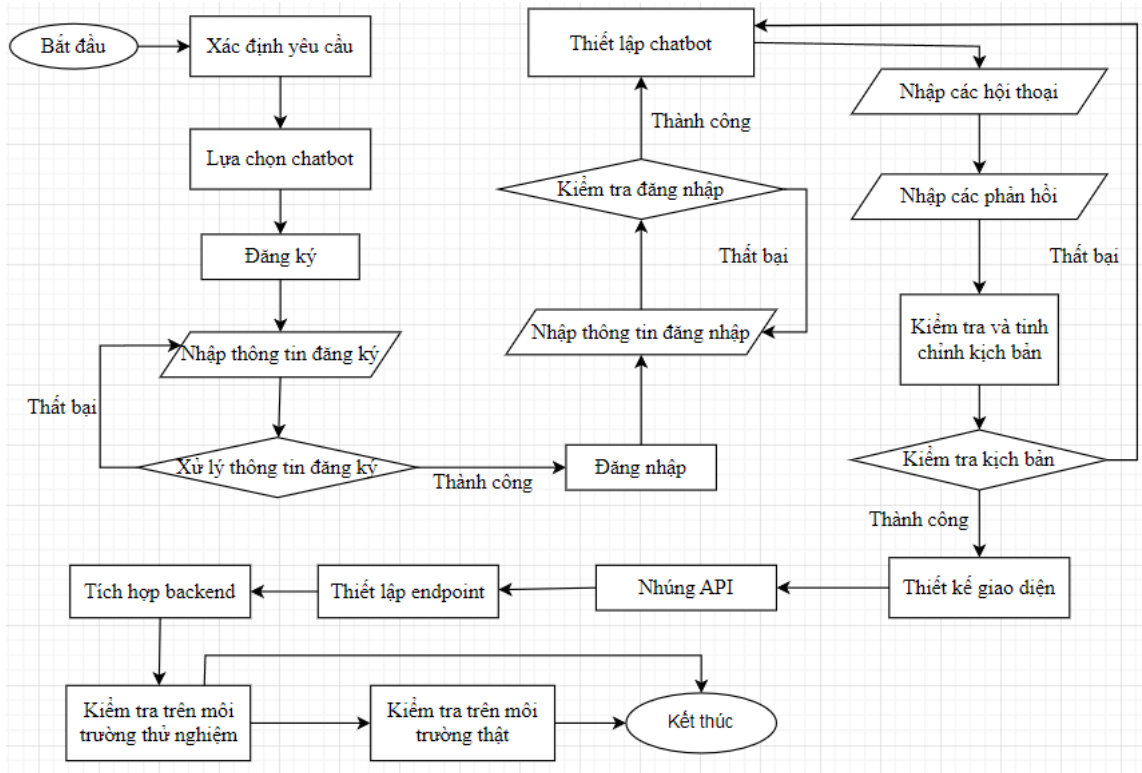 Bắt đầu
Xác định yêu cầu
Lựa chọn chatbot
Đăng ký
Nhập thông tin đăng ký
Thất bại
Xử lý thông tin đăng ký
Thành công
Đăng nhập
Nhập thông tin đăng nhập
Thất bại
Kiểm tra đăng nhập
Thành công
Thiết lập chatbot
Nhập các hội thoại
Nhập các phản hồi
Thất bại
Kiểm tra và tinh
chỉnh kịch bản
Kiểm tra kịch bản
Thành công
Thiết kế giao diện
Nhúng API
Thiết lập endpoint
Tích hợp backend
Kiểm tra trên môi
trường thử nghiệm
Kiểm tra trên môi
trường thật
Kết thúc